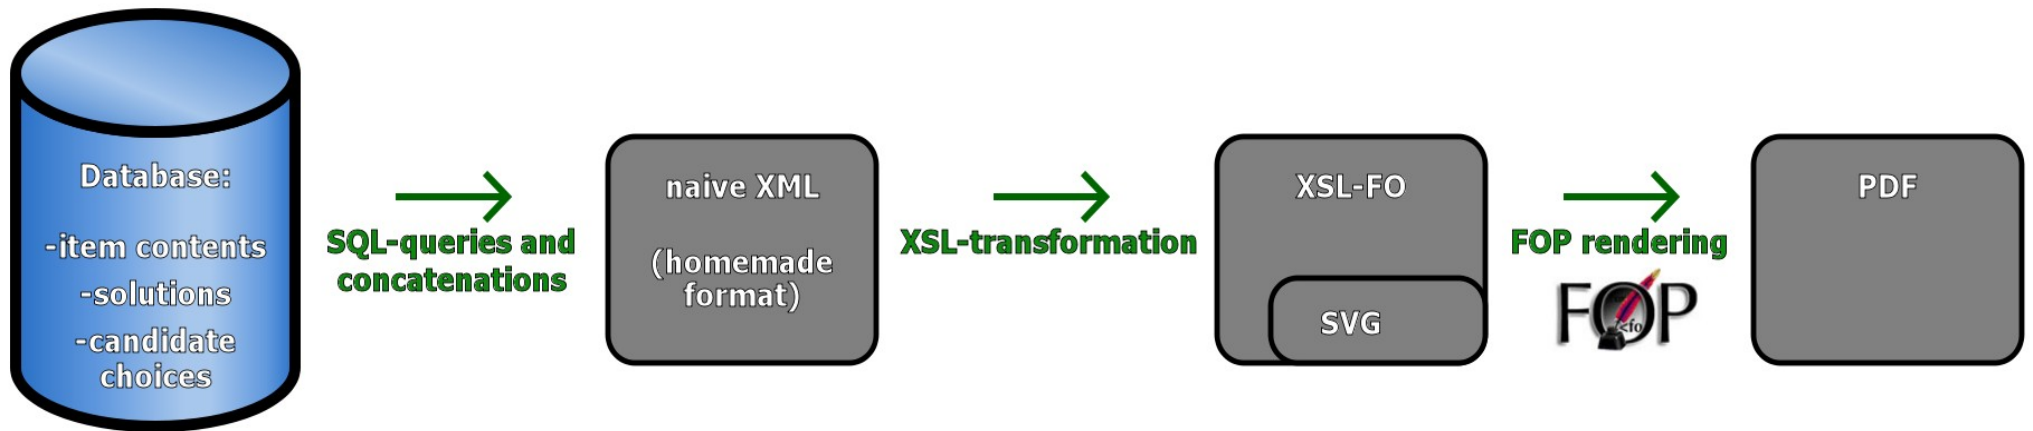 Database:
-item contents
-solutions
-candidate
choices
SQL-queries and
concatenations
naive XML
(homemade
format)
XSL-transformation
XSL-FO
SVG
FOP rendering
FOP
<fo
PDF